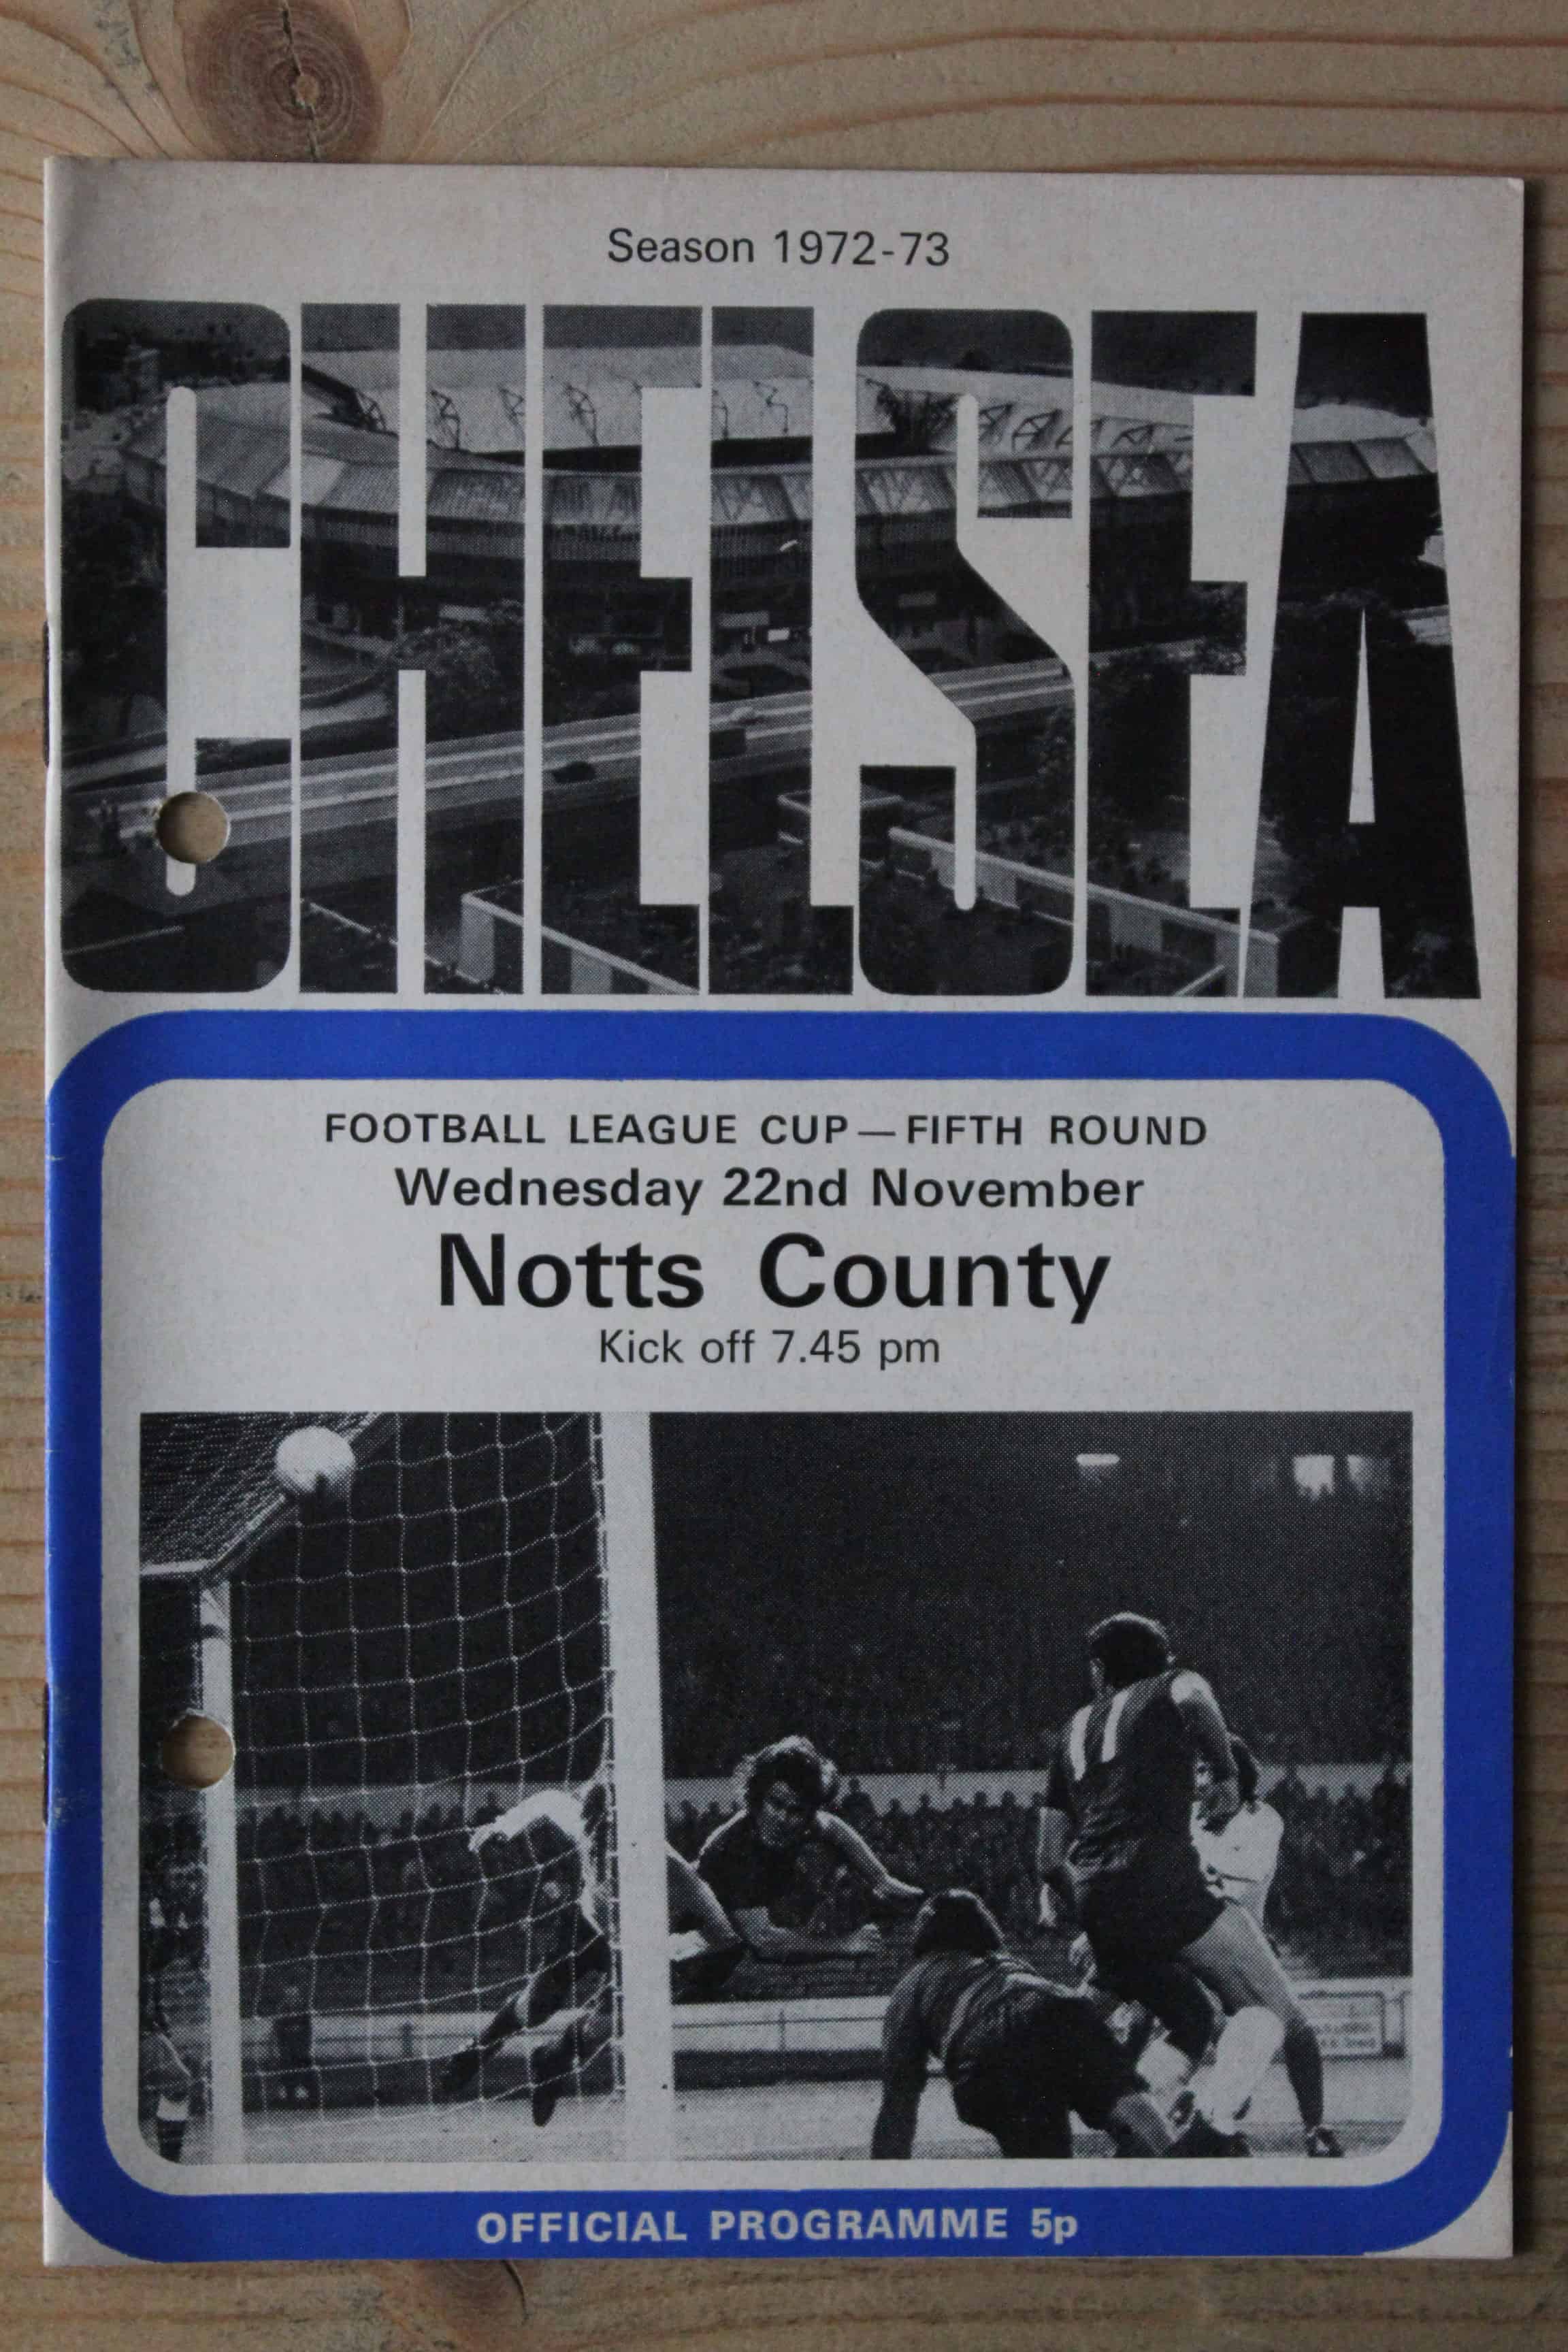 Season 1972-73
CHELSEA
FOOTBALL LEAGUE CUP—FIFTH ROUND
Wednesday 22nd November
Notts County
Kick off 7.45 pm
OFFICIAL PROGRAMME 5p